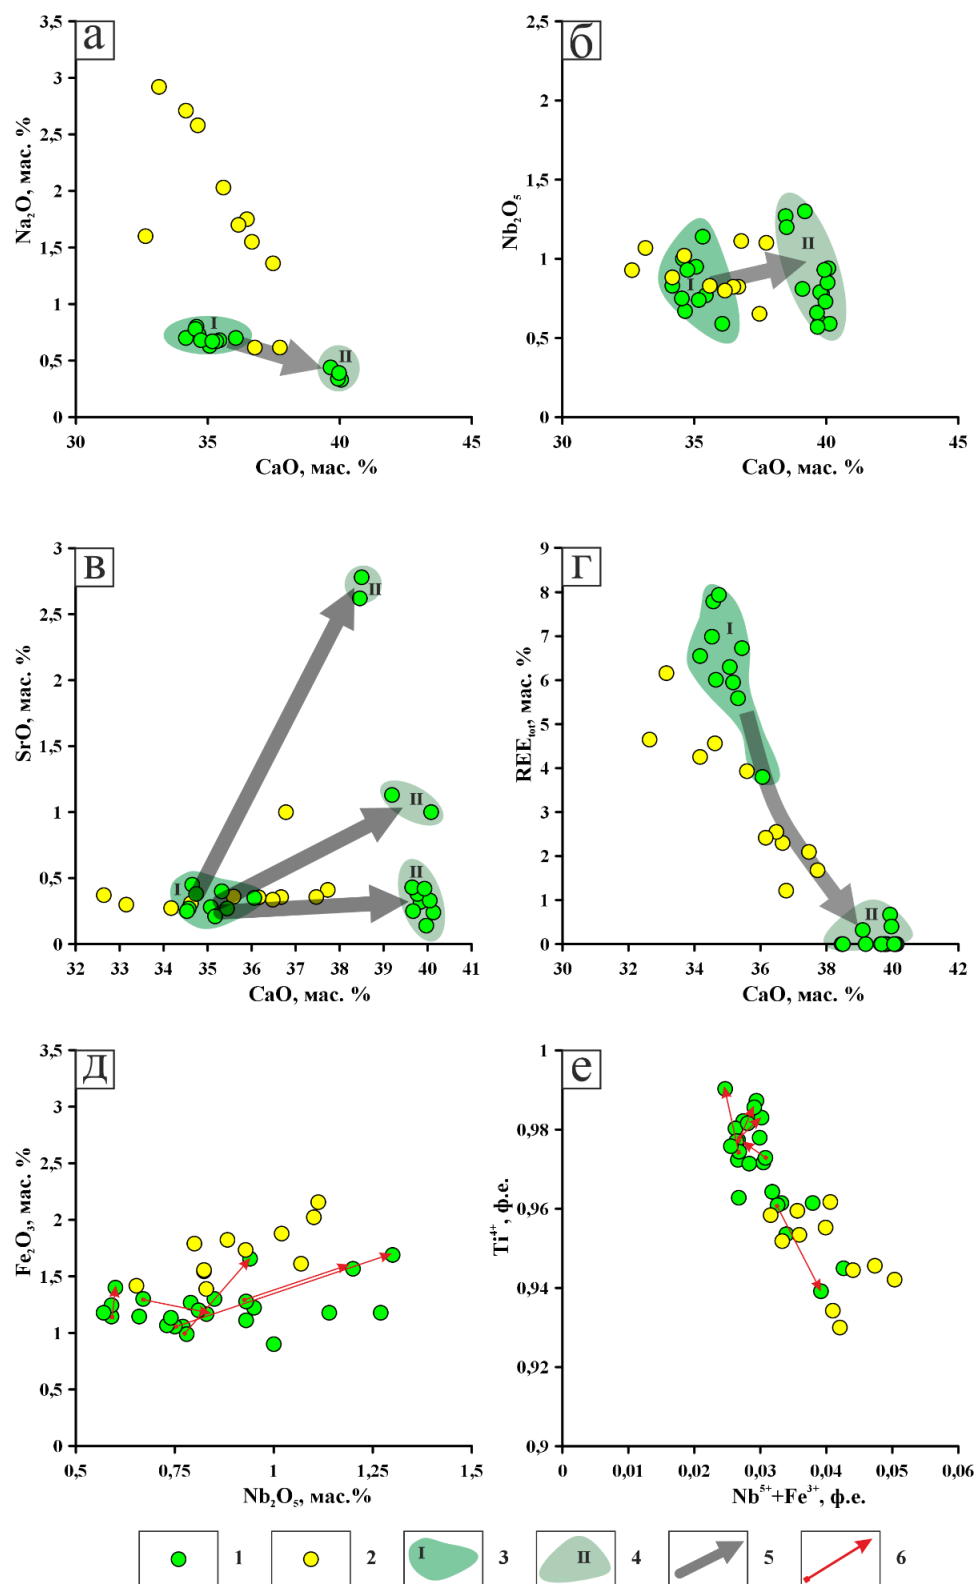 а
3,5
3
2,5
2
1,5
1
0,5
0
Na₂O, мас. %
I
II
30
35
40
45
CaO, мас. %
б
2,5
2
1,5
1
0,5
0
Nb₂O₅
I
II
30
35
40
45
CaO, мас. %
в
3
2,5
2
1,5
1
0,5
0
SrO, мас. %
II
II
II
I
32
33
34
35
36
37
38
39
40
41
CaO, мас. %
г
9
8
7
6
5
4
3
2
1
0
REEtot, мас. %
I
II
30
32
34
36
38
40
42
CaO, мас. %
д
3,5
3
2,5
2
1,5
1
0,5
0
Fe₂O₃, мас. %
0,5
0,75
1
1,25
1,5
Nb₂O₅, мас.%
е
1
0,98
0,96
0,94
0,92
0,9
Ti⁴⁺, ф.е.
0
0,01
0,02
0,03
0,04
0,05
0,06
Nb⁵⁺+Fe³⁺, ф.е.
1
2
I
3
II
4
5
6